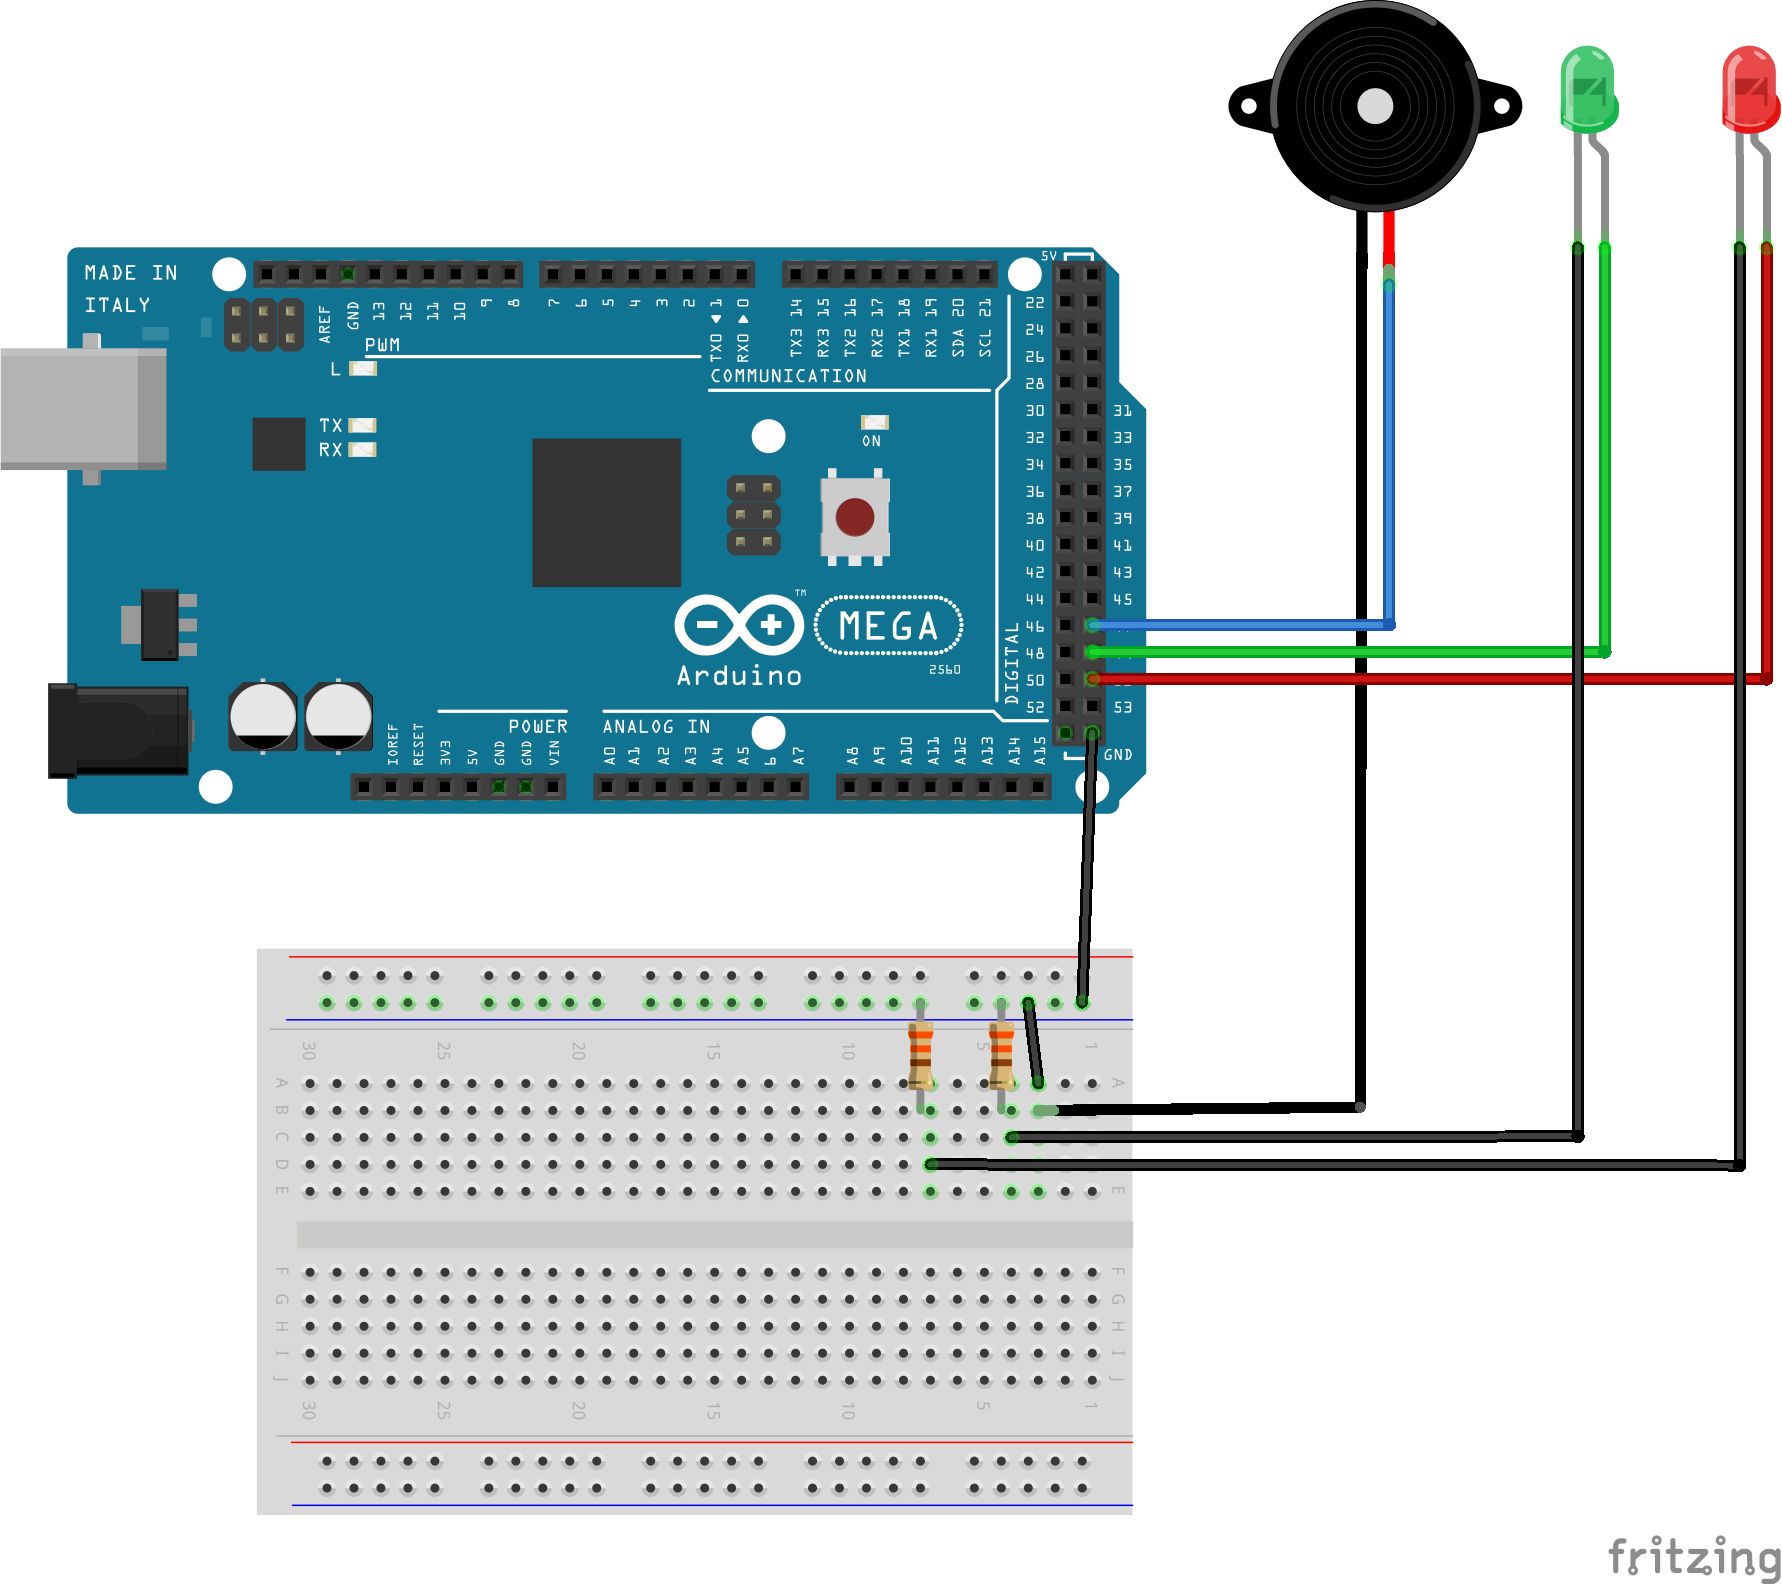 MADE IN
ITALY
AREF
GND
13
12
11
10
9
8
7
6
5
4
3
2
TX0 ◀ 1
RX0 ▶ 0
TX3 14
RX3 15
TX2 16
RX2 17
TX1 18
RX1 19
SDA 20
SCL 21
PWM
COMMUNICATION
L
TX
RX
ON
5V
22
24
26
28
30 31
32 33
34 35
36 37
38 39
40 41
42 43
44 45
46
48
50
52 53
GND
DIGITAL
TM
MEGA
2560
Arduino
POWER
ANALOG IN
IOREF
RESET
3V3
5V
GND
GND
VIN
A0
A1
A2
A3
A4
A5
6
A7
A8
A9
A10
A11
A12
A13
A14
A15
30 25 20 15 10 5 1
A A
B
C
D
E E
F F
G G
H H
I I
J J
30 25 20 15 10 5 1
fritzing